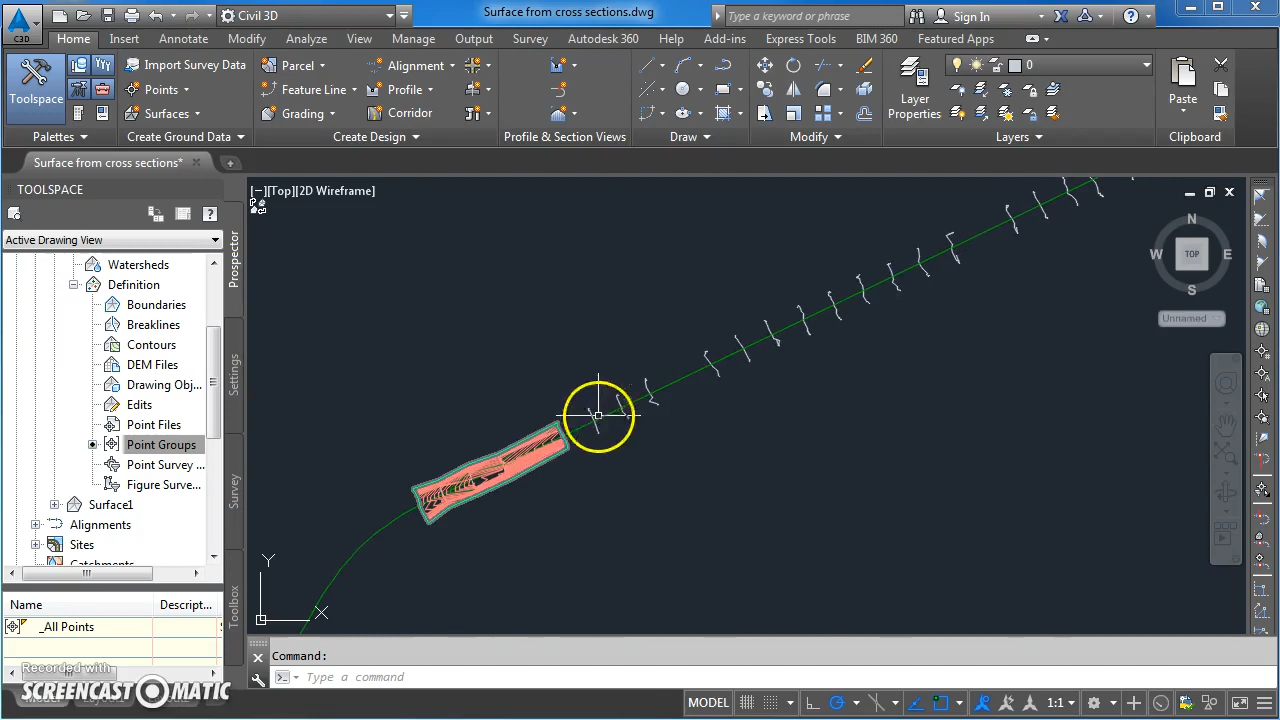 C3D
Civil 3D
Surface from cross sections.dwg
Type a keyword or phrase
Sign In
Home
Insert
Annotate
Modify
Analyze
View
Manage
Output
Survey
Autodesk 360
Help
Add-ins
Express Tools
BIM 360
Featured Apps
Toolspace
Import Survey Data
Points
Surfaces
Parcel
Feature Line
Grading
Alignment
Profile
Corridor
Layer
Properties
0
Paste
Palettes
Create Ground Data
Create Design
Profile & Section Views
Draw
Modify
Layers
Clipboard
Surface from cross sections*
TOOLSPACE
Active Drawing View
Watersheds
Definition
Boundaries
Breaklines
Contours
DEM Files
Drawing Obj...
Edits
Point Files
Point Groups
Point Survey ...
Figure Surve...
Surface1
Alignments
Sites
Catchments
Name
Descript...
_All Points
Prospector
Settings
Survey
Toolbox
[−][Top][2D Wireframe]
N
W
TOP
E
S
Unnamed
Y
X
Command:
Type a command
Recorded with
SCREENCAST MATIC
MODEL
1:1